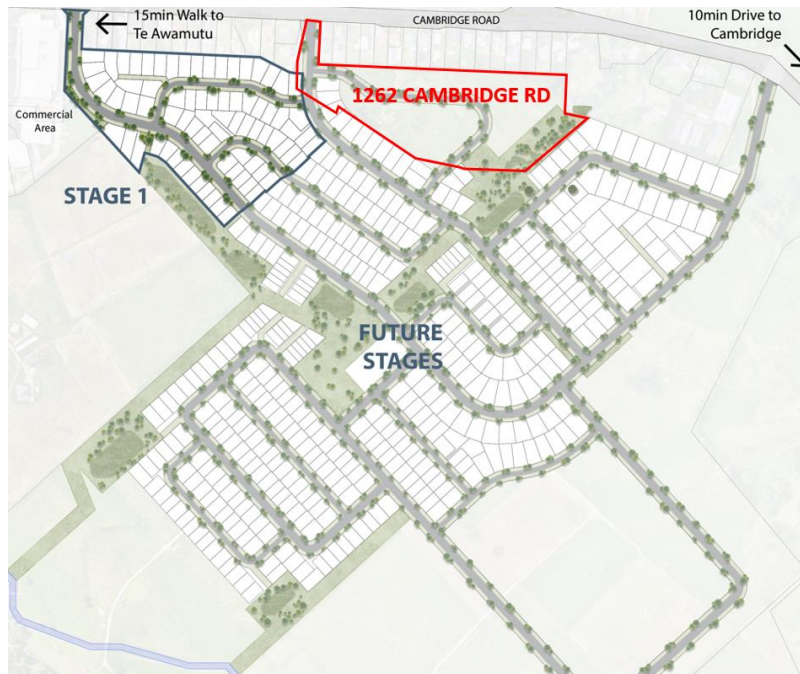 15min Walk to
Te Awamutu
CAMBRIDGE ROAD
10min Drive to
Cambridge
1262 CAMBRIDGE RD
Commercial
Area
STAGE 1
FUTURE
STAGES